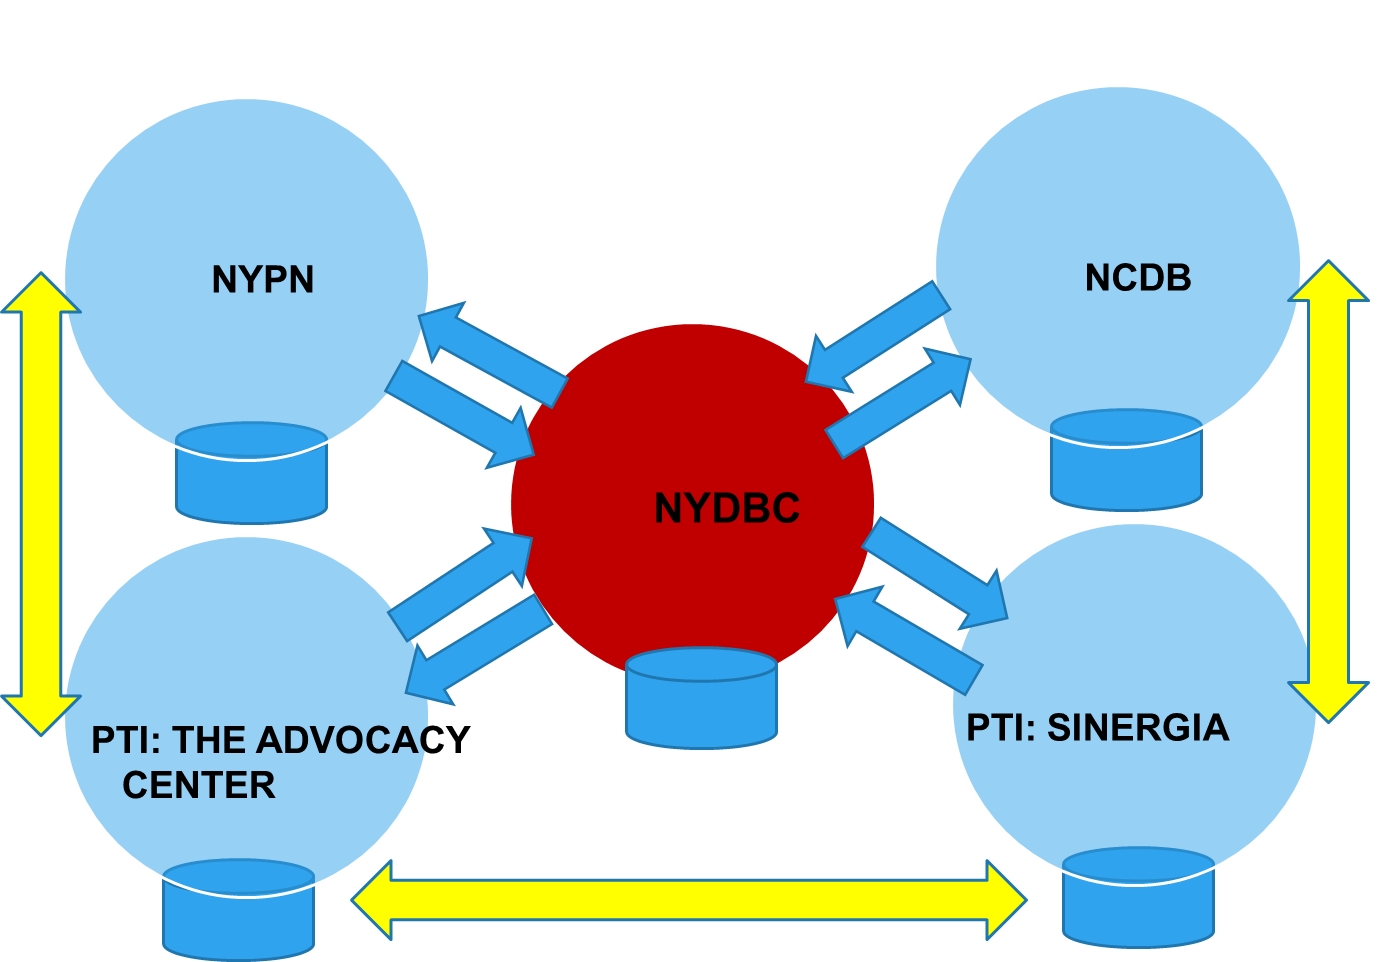 NYPN
NCDB
NYDBC
PTI: THE ADVOCACY
CENTER
PTI: SINERGIA